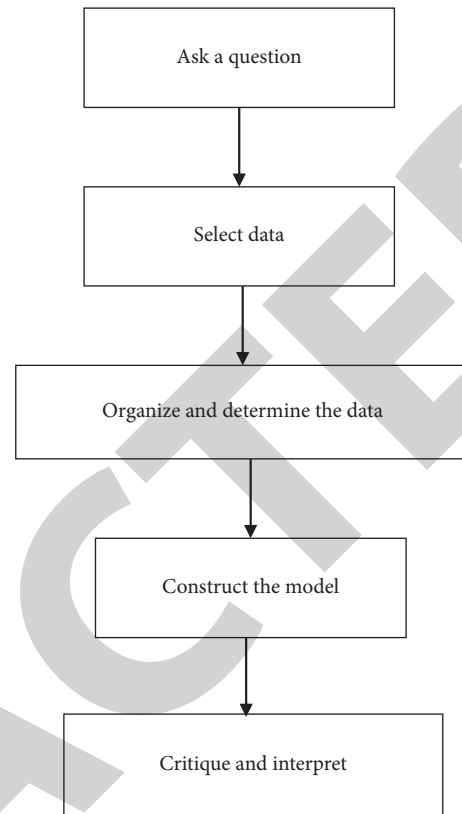 Ask a question
Select data
Organize and determine the data
Construct the model
Critique and interpret